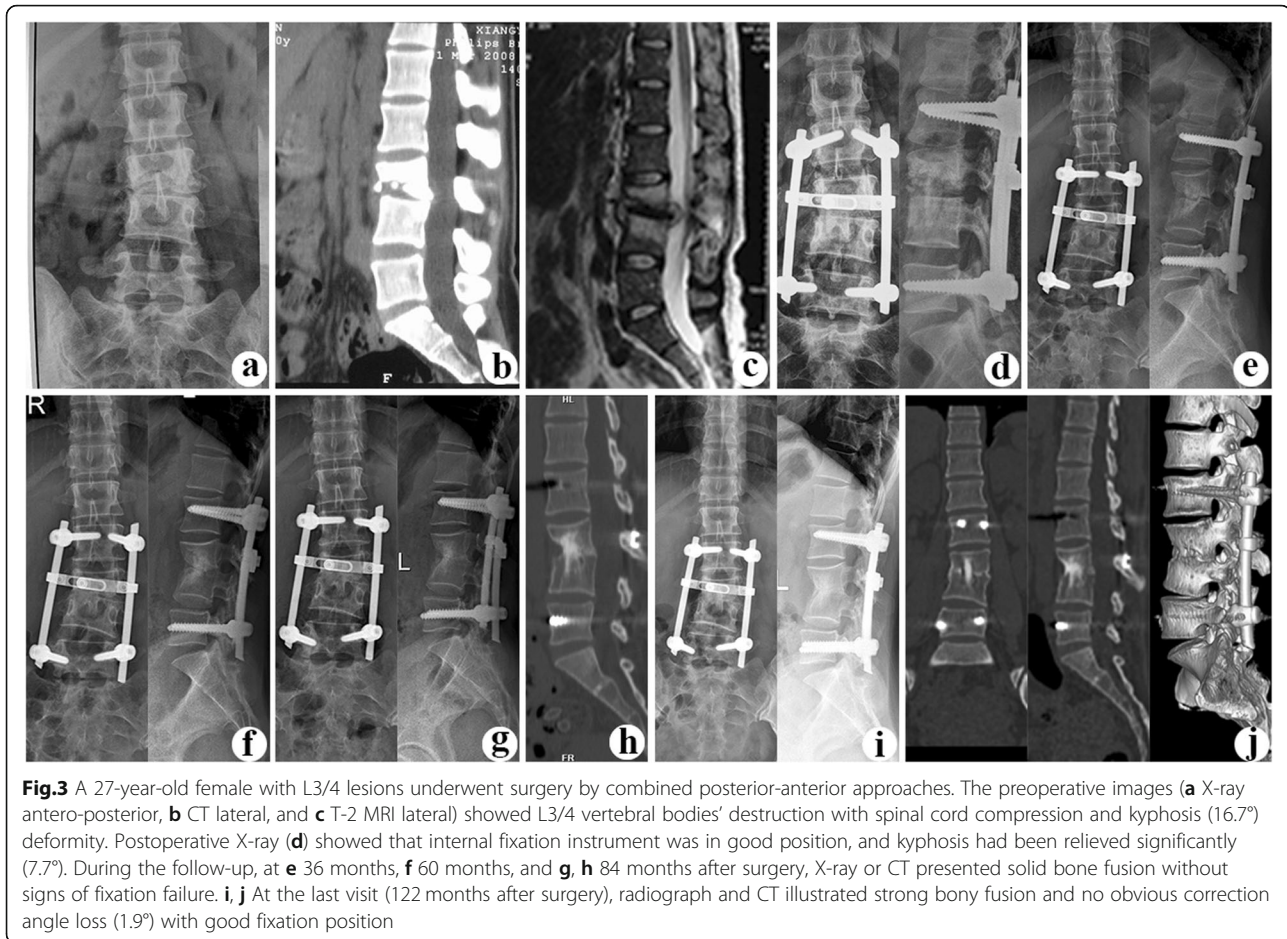 XIANGY
0y
Philips Br
2008
140
a
F
b
c
d
e
R
L
f
g
HL
FR
h
i
j
Fig.3 A 27-year-old female with L3/4 lesions underwent surgery by combined posterior-anterior approaches. The preoperative images (a X-ray
antero-posterior, b CT lateral, and c T-2 MRI lateral) showed L3/4 vertebral bodies’ destruction with spinal cord compression and kyphosis (16.7°)
deformity. Postoperative X-ray (d) showed that internal fixation instrument was in good position, and kyphosis had been relieved significantly
(7.7°). During the follow-up, at e 36 months, f 60 months, and g, h 84 months after surgery, X-ray or CT presented solid bone fusion without
signs of fixation failure. i, j At the last visit (122 months after surgery), radiograph and CT illustrated strong bony fusion and no obvious correction
angle loss (1.9°) with good fixation position